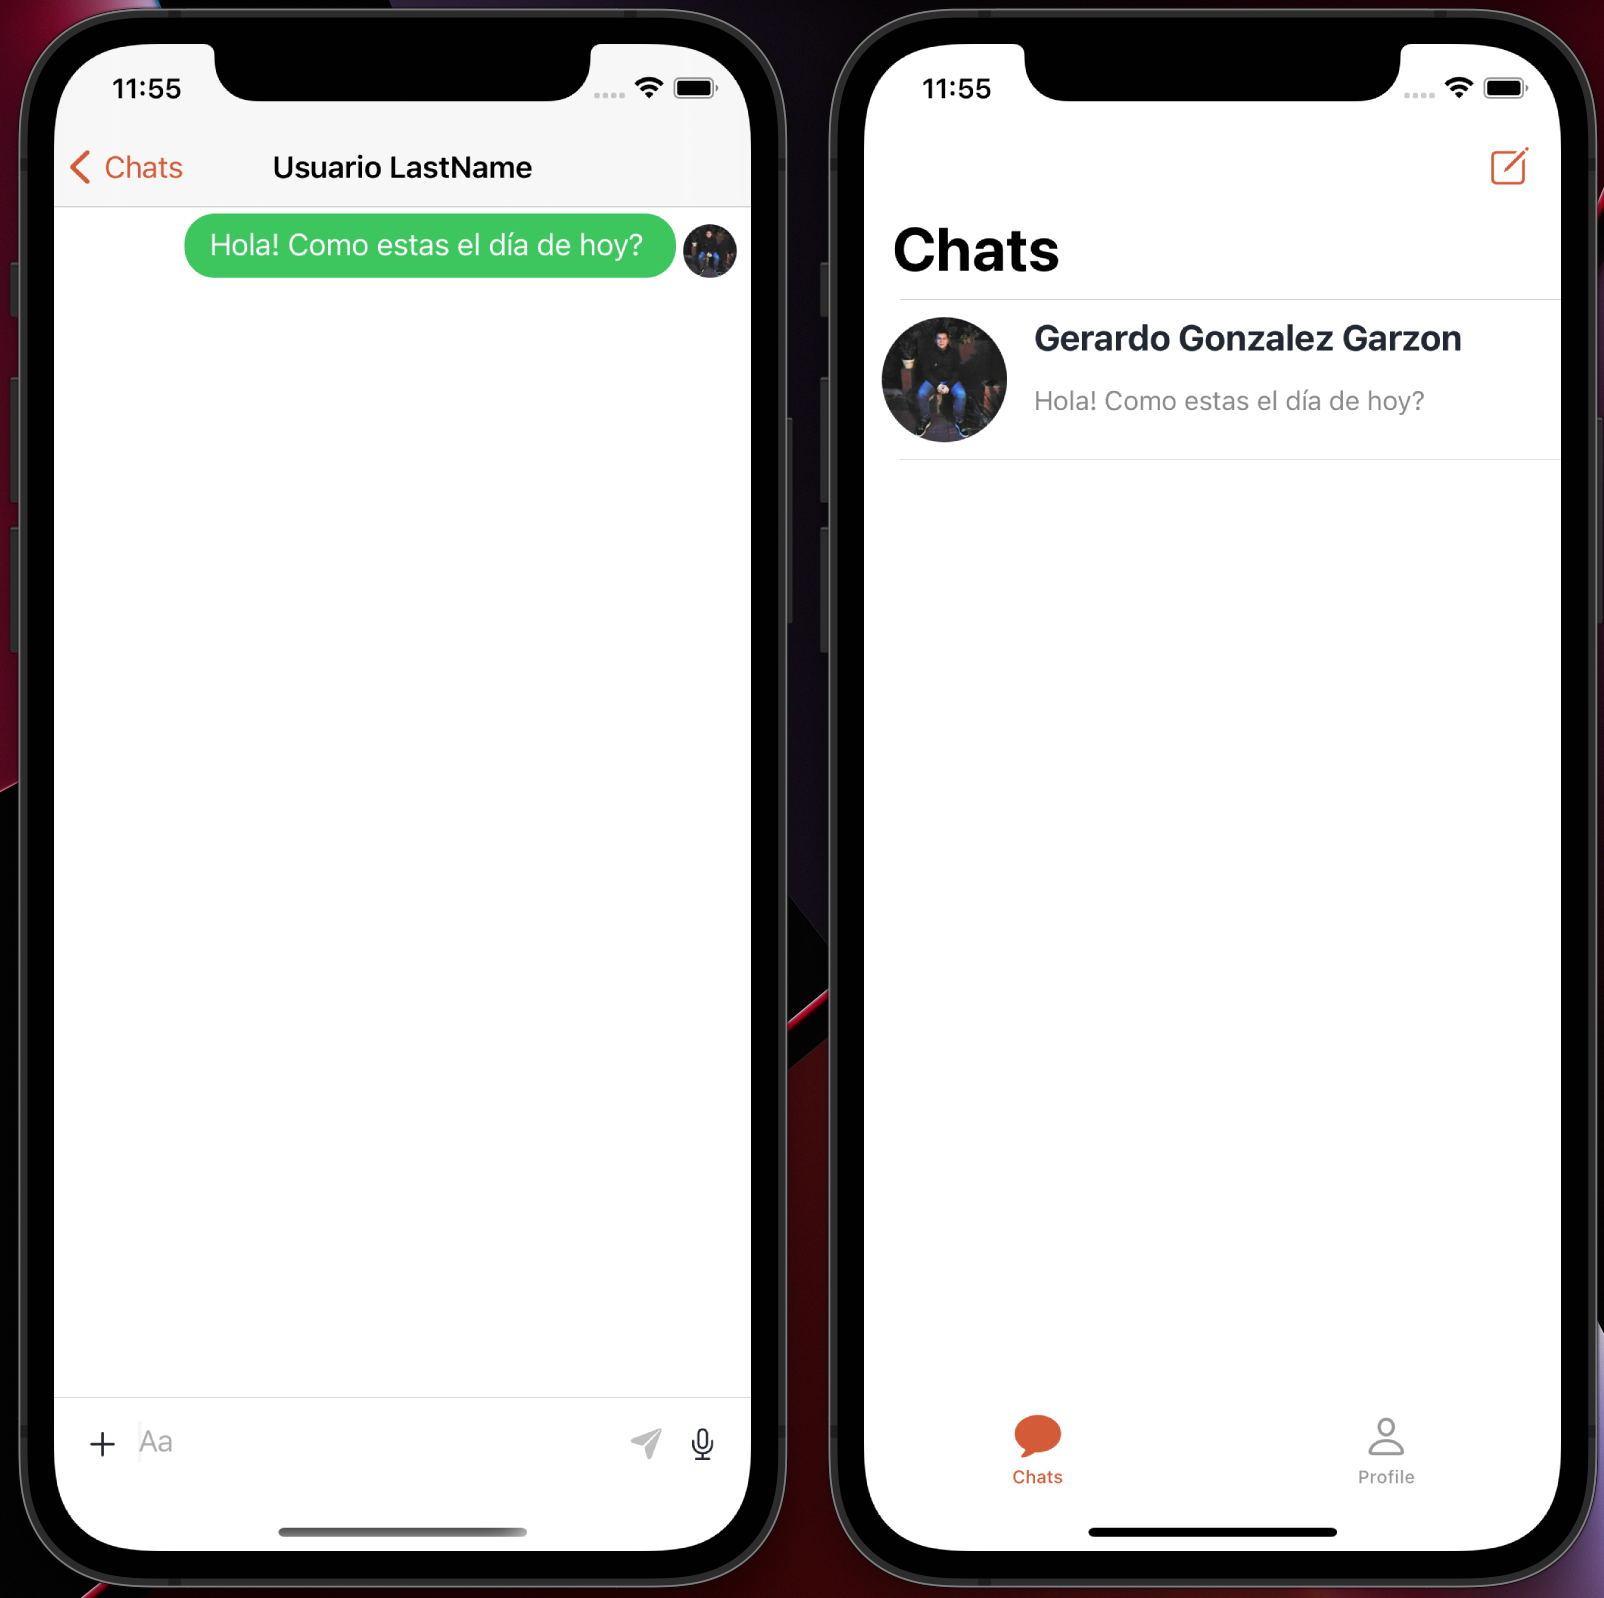 11:55
Chats
Usuario LastName
Hola! Como estas el día de hoy?
Aa
11:55
Chats
Gerardo Gonzalez Garzon
Hola! Como estas el día de hoy?
Chats
Profile